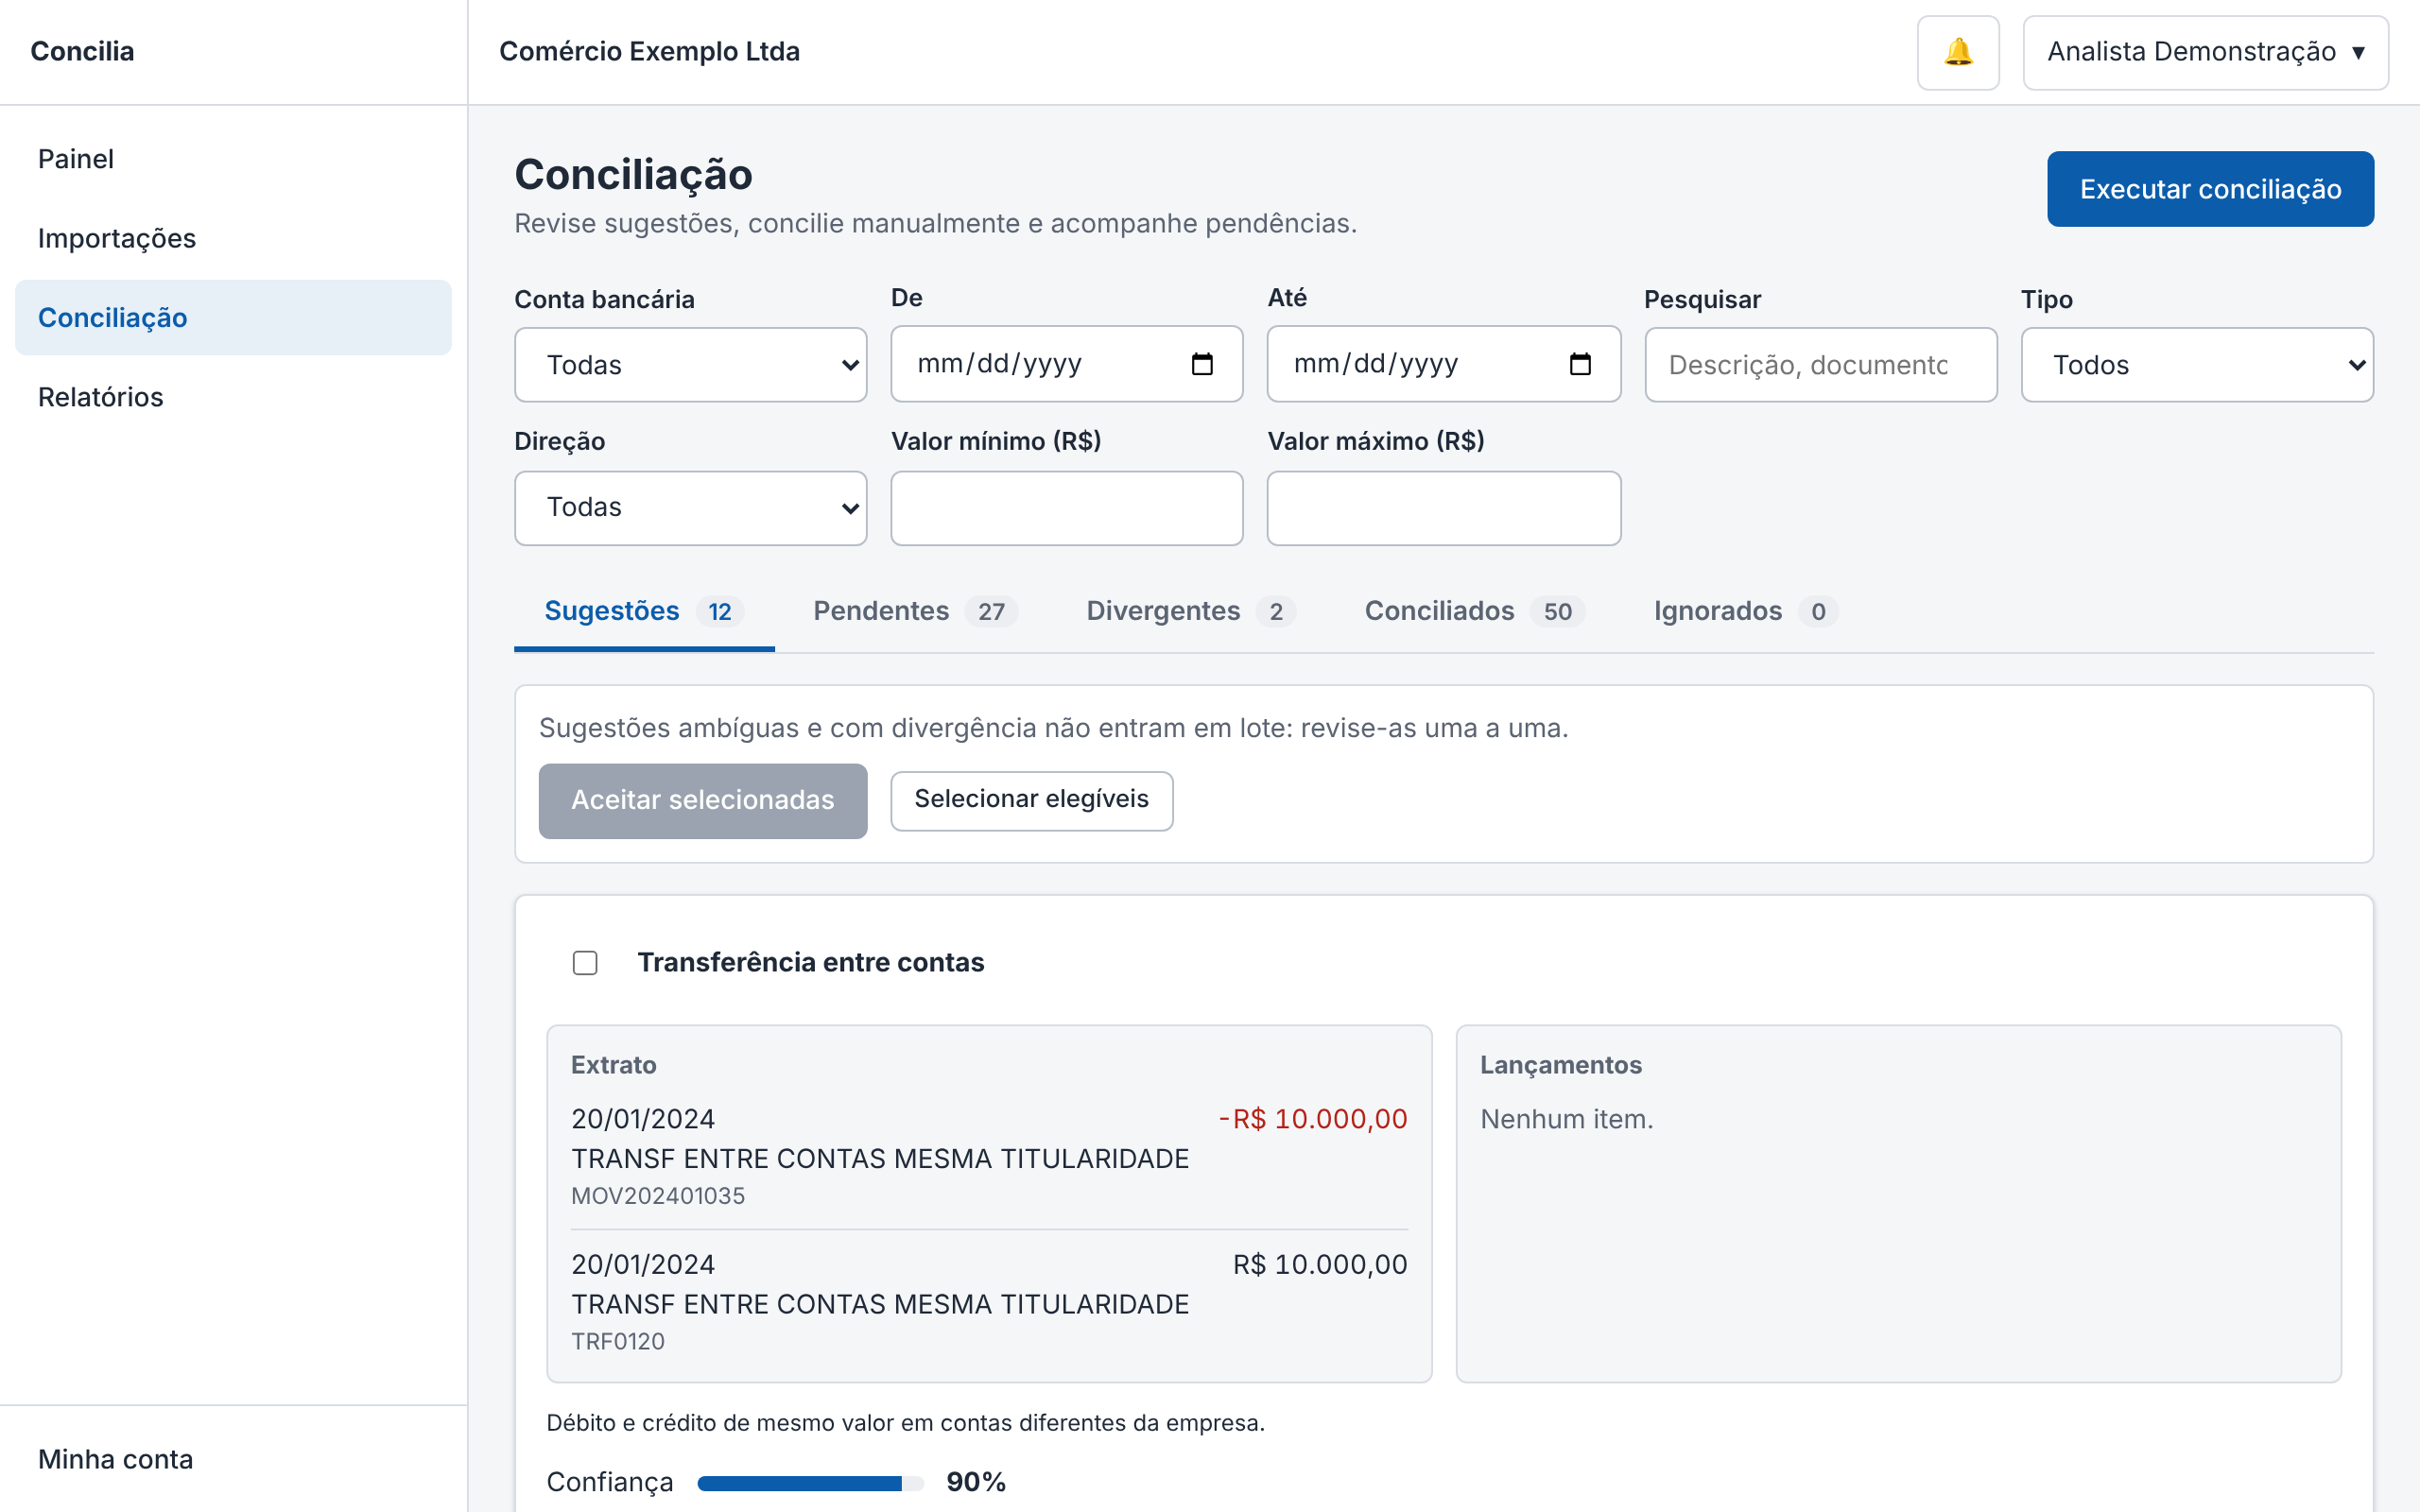 Concilia
Comércio Exemplo Ltda
🔔
Analista Demonstração ▼
Painel
Importações
Conciliação
Relatórios
Minha conta
Conciliação
Revise sugestões, concilie manualmente e acompanhe pendências.
Executar conciliação
Conta bancária
Todas
De
mm/dd/yyyy
Até
mm/dd/yyyy
Pesquisar
Descrição, documento
Tipo
Todos
Direção
Todas
Valor mínimo (R$)
Valor máximo (R$)
Sugestões 12
Pendentes 27
Divergentes 2
Conciliados 50
Ignorados 0
Sugestões ambíguas e com divergência não entram em lote: revise-as uma a uma.
Aceitar selecionadas
Selecionar elegíveis
Transferência entre contas
Extrato
20/01/2024 -R$ 10.000,00
TRANSF ENTRE CONTAS MESMA TITULARIDADE
MOV202401035
20/01/2024 R$ 10.000,00
TRANSF ENTRE CONTAS MESMA TITULARIDADE
TRF0120
Lançamentos
Nenhum item.
Débito e crédito de mesmo valor em contas diferentes da empresa.
Confiança 90%